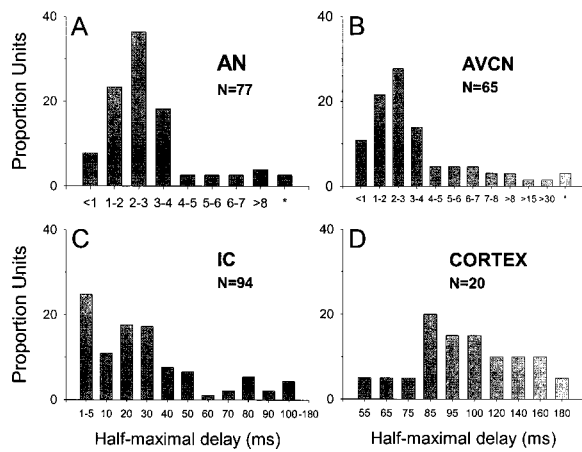 A
AN
N=77
Proportion Units
40
20
0
<1 1-2 2-3 3-4 4-5 5-6 6-7 >8 *
B
AVCN
N=65
40
20
0
<1 1-2 2-3 3-4 4-5 5-6 6-7 7-8 >8 >15 >30 *
C
IC
N=94
Proportion Units
40
20
0
1-5 10 20 30 40 50 60 70 80 90 100-180
Half-maximal delay (ms)
D
CORTEX
N=20
40
20
0
55 65 75 85 95 100 120 140 160 180
Half-maximal delay (ms)